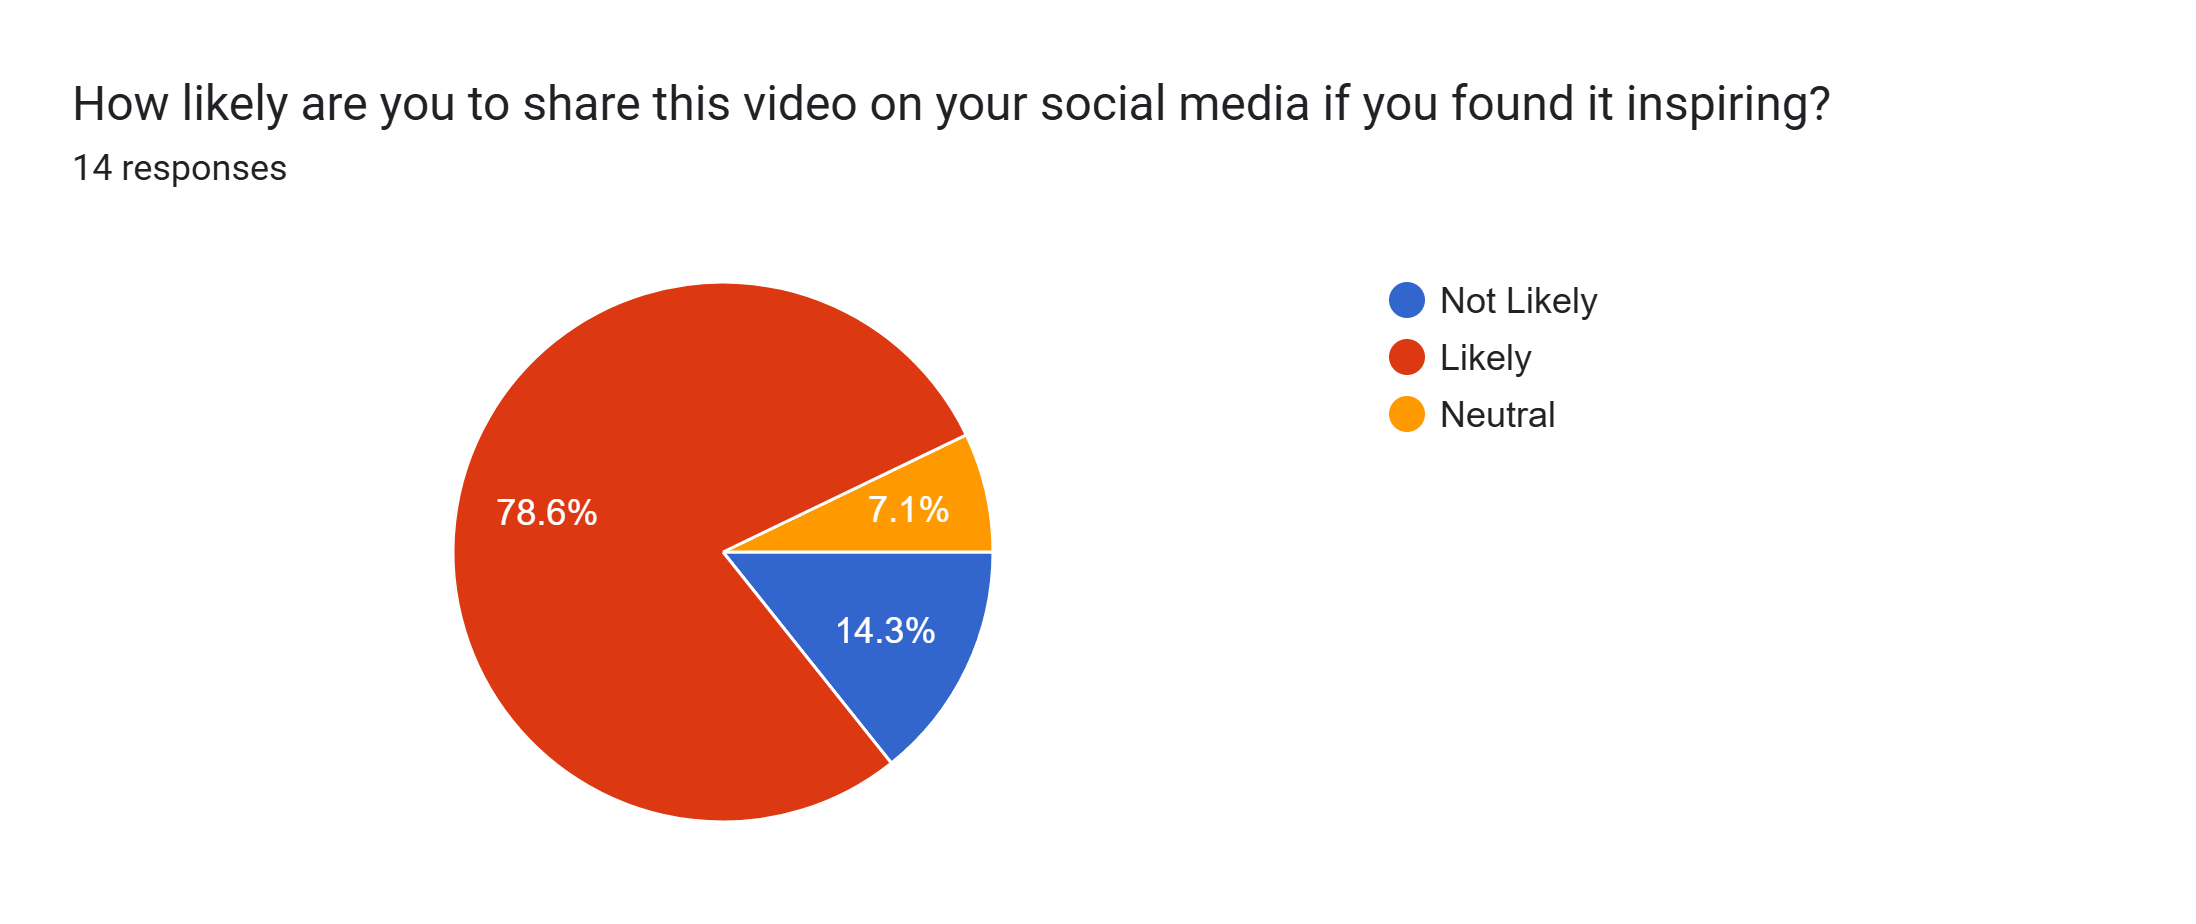 How likely are you to share this video on your social media if you found it inspiring?
14 responses
Not Likely
Likely
Neutral
78.6%
7.1%
14.3%